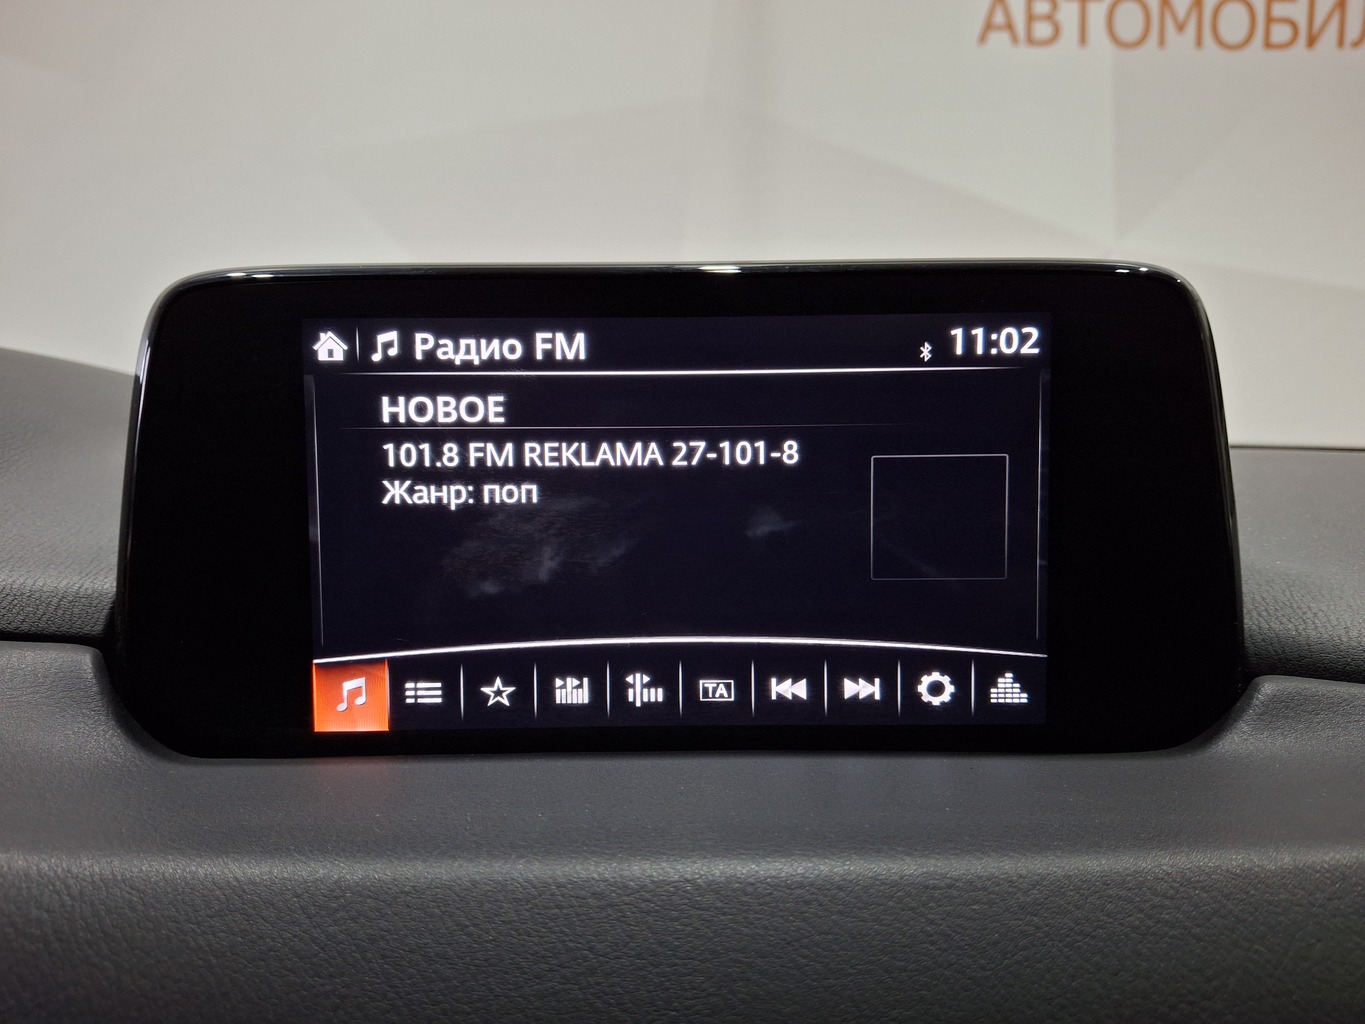 АВТОМОБИЛ
Радио FM
11:02
НОВОЕ
101.8 FM REKLAMA 27-101-8
Жанр: поп
TA